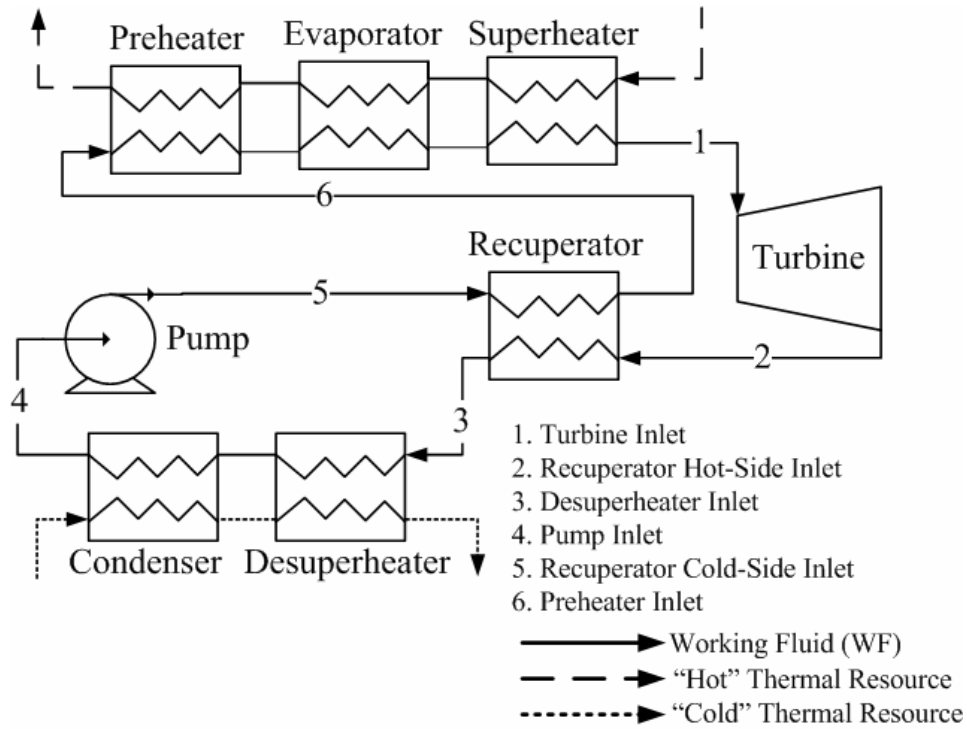 Preheater
Evaporator
Superheater
1
6
Recuperator
Turbine
5
Pump
2
4
3
Condenser
Desuperheater
1. Turbine Inlet
2. Recuperator Hot-Side Inlet
3. Desuperheater Inlet
4. Pump Inlet
5. Recuperator Cold-Side Inlet
6. Preheater Inlet
Working Fluid (WF)
“Hot” Thermal Resource
“Cold” Thermal Resource